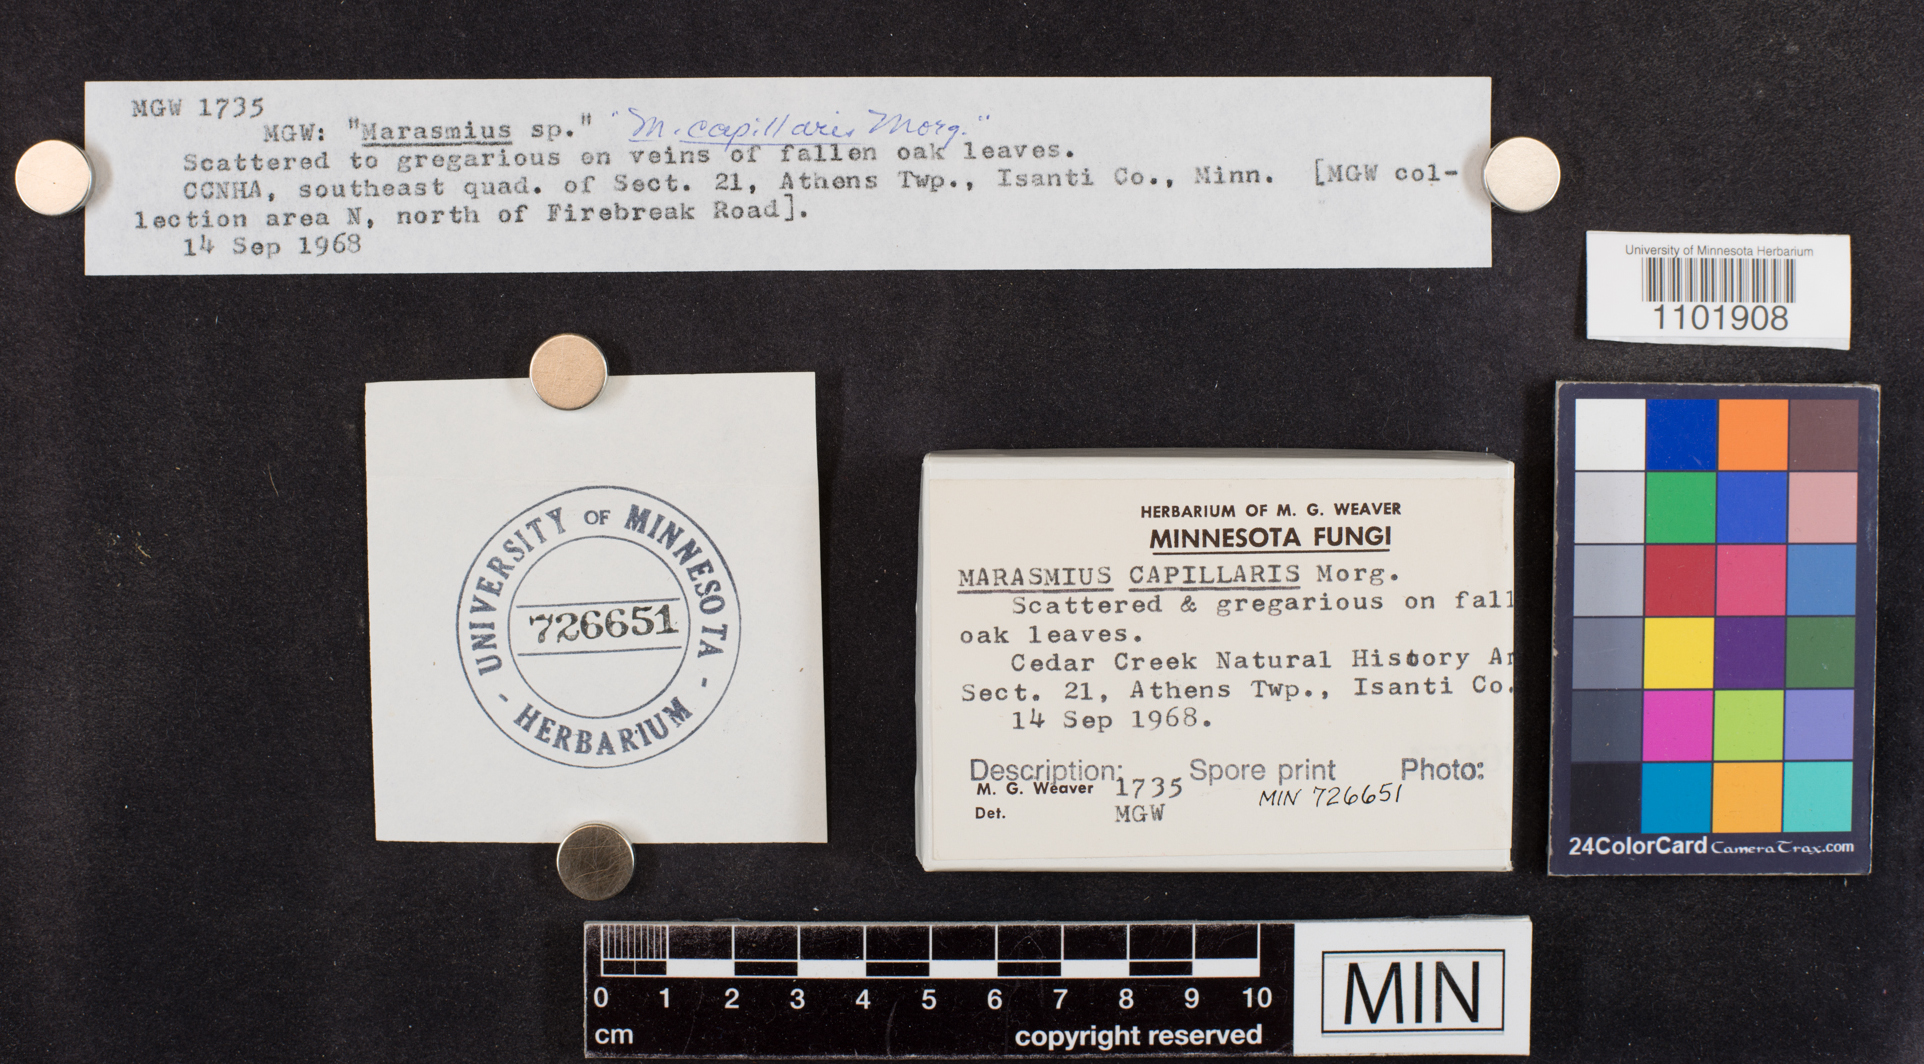 MGW 1735
MGW: "Marasmius sp." "M. capillaris Morg."
Scattered to gregarious on veins of fallen oak leaves.
CCNHA, southeast quad. of Sect. 21, Athens Twp., Isanti Co., Minn. [MGW col-
lection area N, north of Firebreak Road].
14 Sep 1968
University of Minnesota Herbarium
1101908
UNIVERSITY OF MINNESOTA
726651
- HERBARIUM -
HERBARIUM OF M. G. WEAVER
MINNESOTA FUNGI
MARASMIUS CAPILLARIS Morg.
Scattered & gregarious on fall
oak leaves.
Cedar Creek Natural History Ar
Sect. 21, Athens Twp., Isanti Co.
14 Sep 1968.
Description: Spore print Photo:
M. G. Weaver 1735
MIN 726651
Det. MGW
24ColorCard CameraTrax.com
0 1 2 3 4 5 6 7 8 9 10
cm copyright reserved
MIN